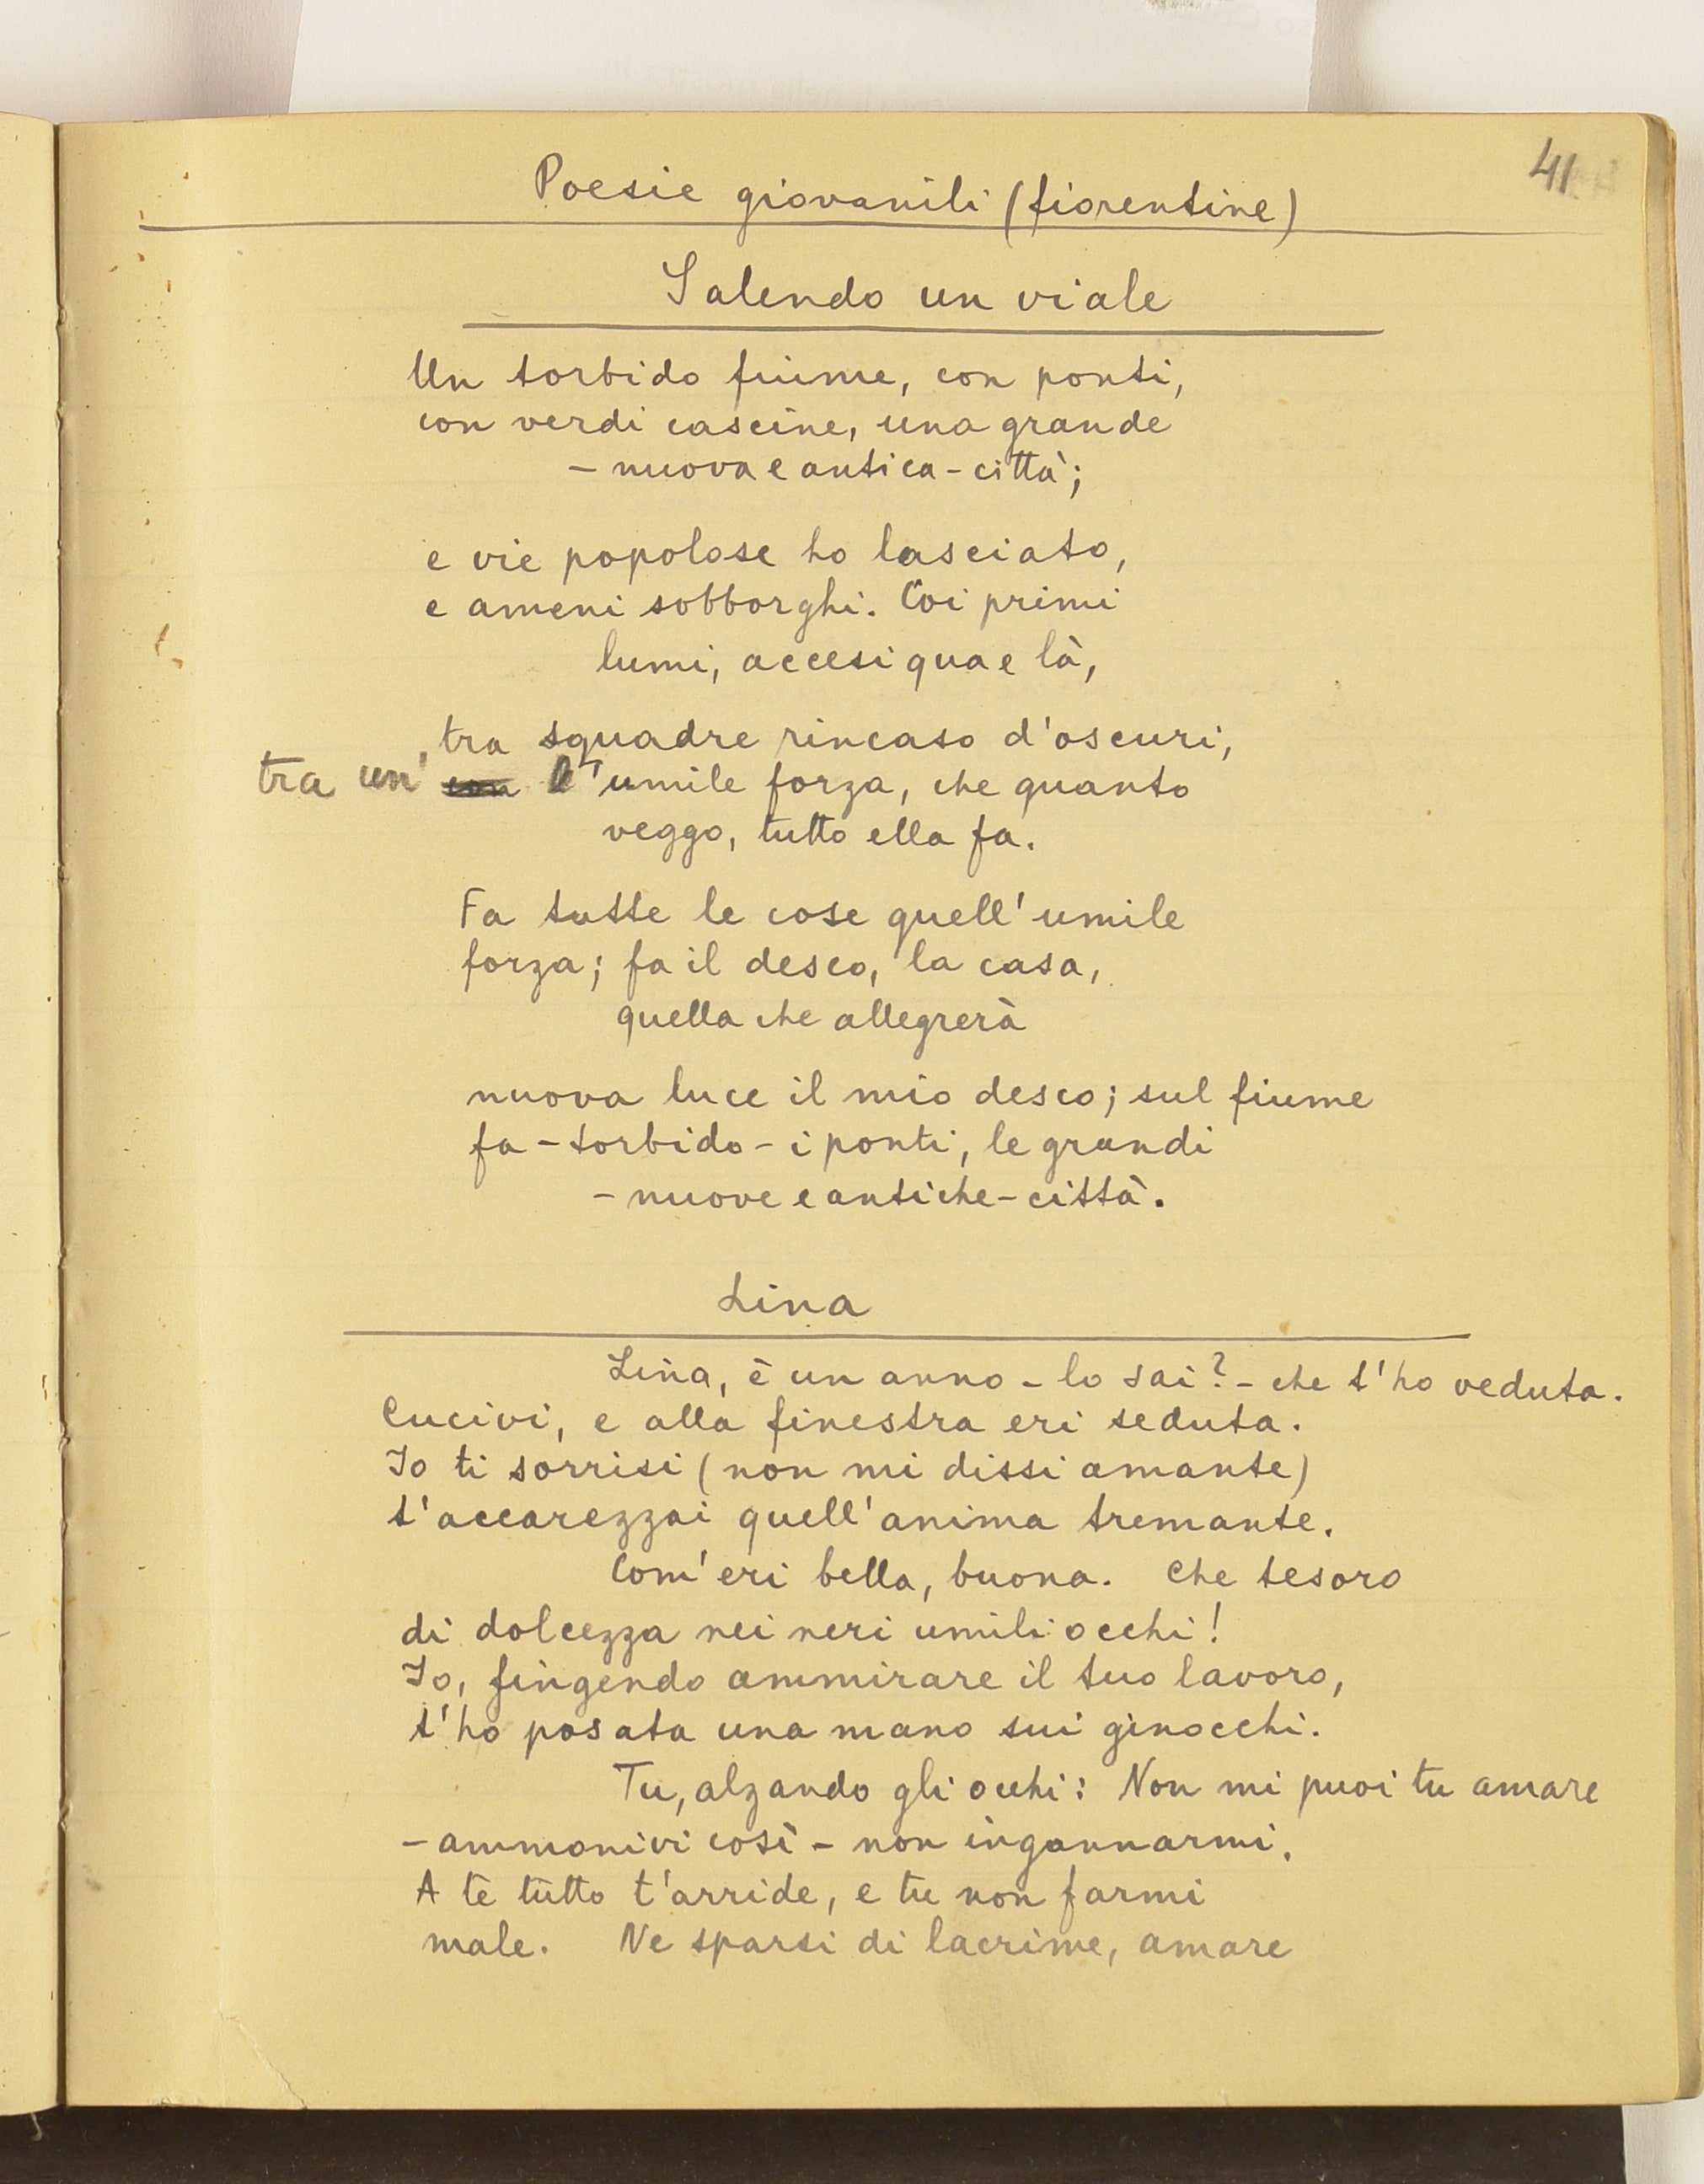 41
Poesie giovanili (fiorentine)
Salendo un viale
Un torbido fiume, con ponti,
con verdi cascine, una grande
- nuova e antica - città;
e vie popolose ho lasciato,
e ameni sobborghi. Coi primi
lumi, accesi qua e là,
tra squadre rincaso d'oscuri,
tra un' con l'umile forza, che quanto
veggo, tutto ella fa.
Fa tutte le cose quell'umile
forza; fa il desco, la casa,
quella che allegrerà
nuova luce il mio desco; sul fiume
fa - torbido - i ponti, le grandi
- nuove e antiche - città.
Lina
Lina, è un anno - lo sai? - che t'ho veduta.
Cucivi, e alla finestra eri seduta.
Io ti sorrisi (non mi dissi amante)
t'accarezzai quell'anima tremante.
Com'eri bella, buona. Che tesoro
di dolcezza nei neri umili occhi!
Io, fingendo ammirare il tuo lavoro,
t'ho posata una mano sui ginocchi.
Tu, alzando gli occhi: Non mi puoi tu amare
- ammonivi così - non ingannarmi.
A te tutto t'arride, e tu non farmi
male. Ne sparsi di lacrime, amare